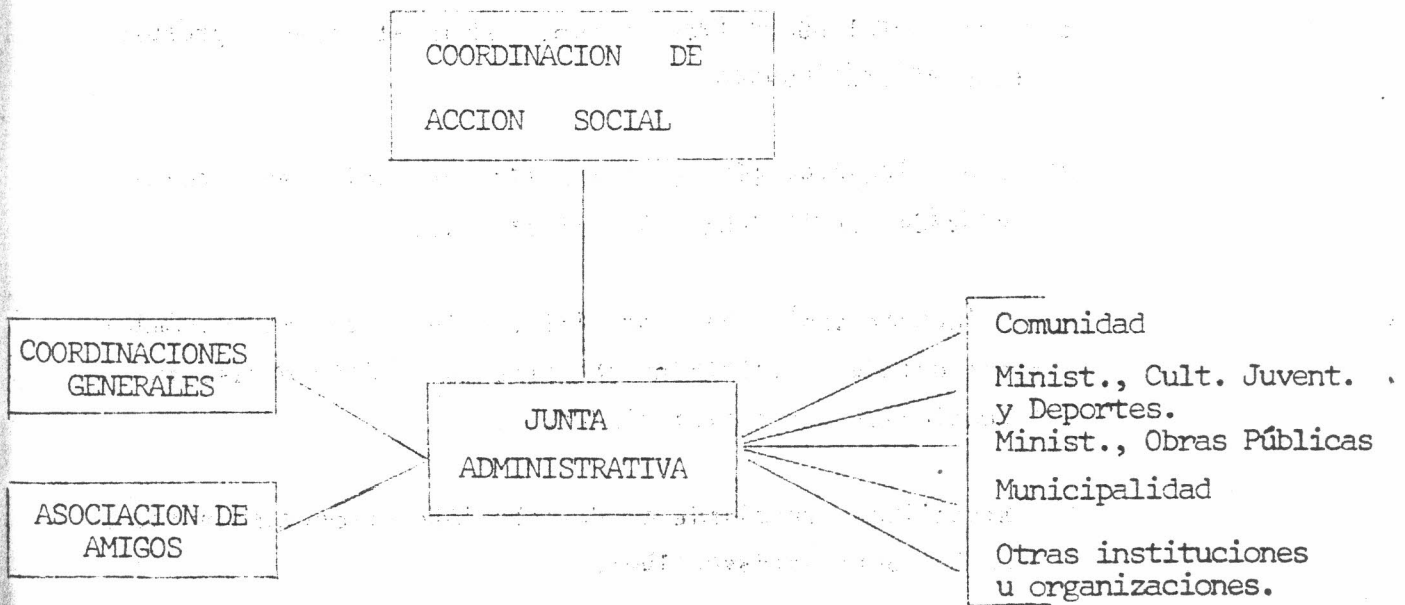 COORDINACION DE
ACCION SOCIAL
COORDINACIONES
GENERALES
ASOCIACION DE
AMIGOS
JUNTA
ADMINISTRATIVA
Comunidad
Minist., Cult. Juvent.
y Deportes.
Minist., Obras Públicas
Municipalidad
Otras instituciones
u organizaciones.